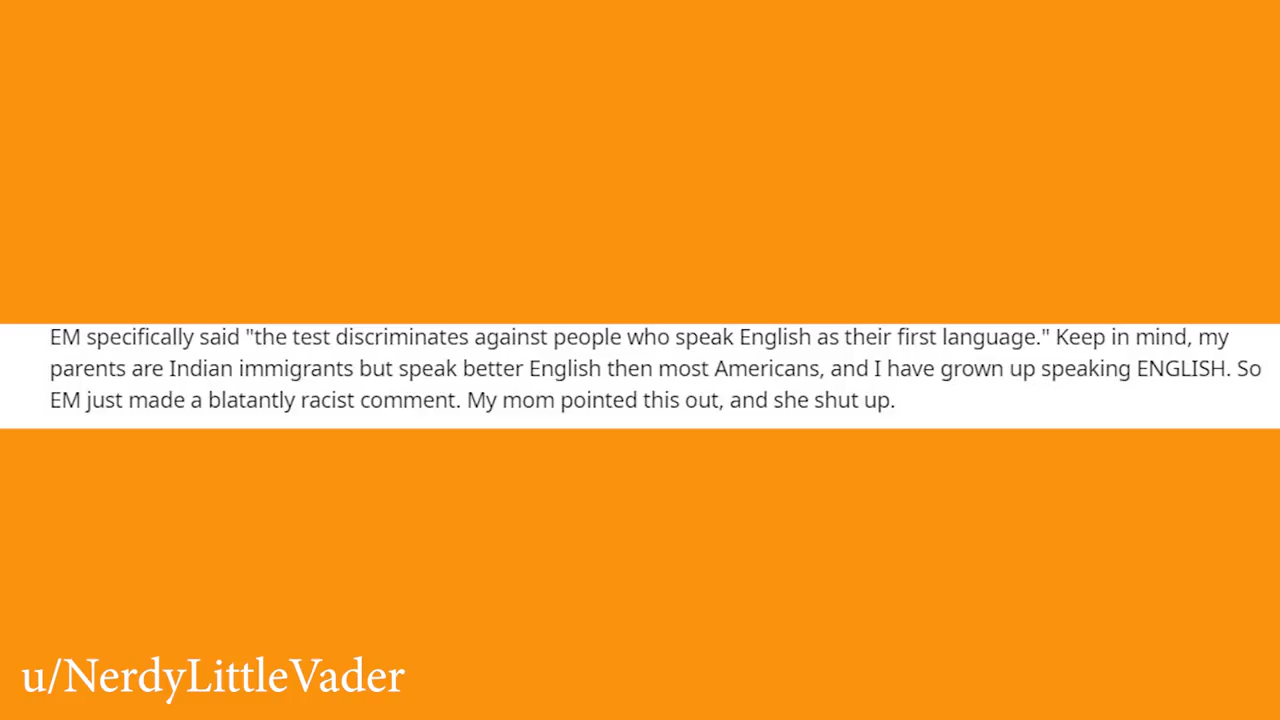 EM specifically said "the test discriminates against people who speak English as their first language." Keep in mind, my
parents are Indian immigrants but speak better English then most Americans, and I have grown up speaking ENGLISH. So
EM just made a blatantly racist comment. My mom pointed this out, and she shut up.
u/NerdyLittleVader